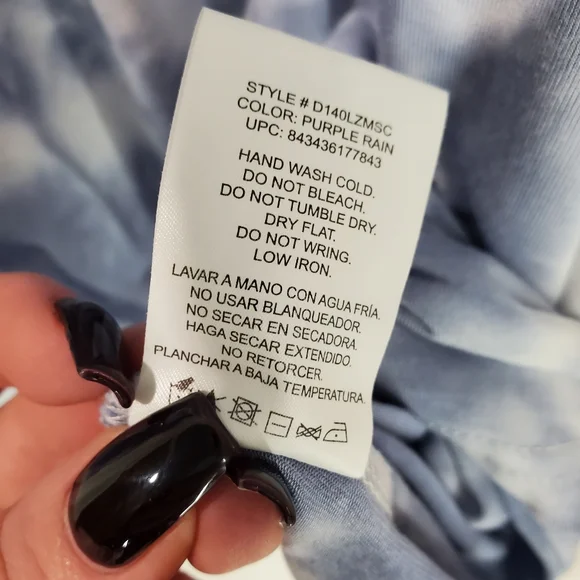 STYLE # D140LZMSC
COLOR: PURPLE RAIN
UPC: 843436177843
HAND WASH COLD.
DO NOT BLEACH.
DO NOT TUMBLE DRY.
DRY FLAT.
DO NOT WRING.
LOW IRON.
LAVAR A MANO CON AGUA FRÍA.
NO USAR BLANQUEADOR.
NO SECAR EN SECADORA.
HAGA SECAR EXTENDIDO.
NO RETORCER.
PLANCHAR A BAJA TEMPERATURA.